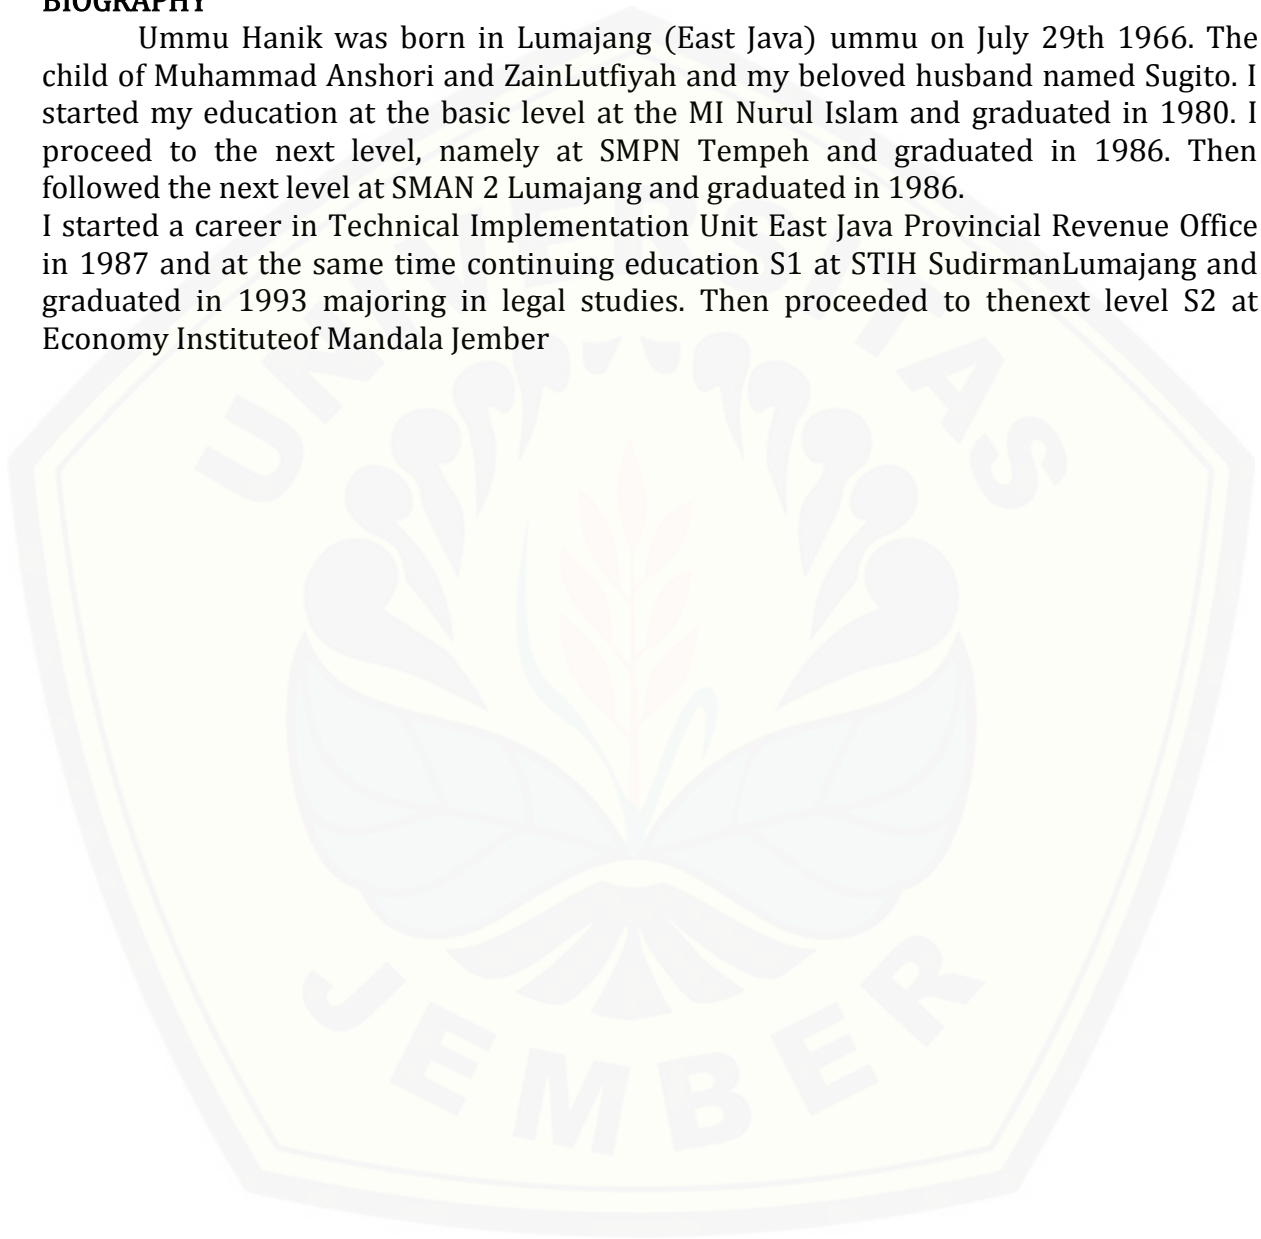 BIOGRAPHY
Ummu Hanik was born in Lumajang (East Java) ummu on July 29th 1966. The
child of Muhammad Anshori and ZainLutfiyah and my beloved husband named Sugito. I
started my education at the basic level at the MI Nurul Islam and graduated in 1980. I
proceed to the next level, namely at SMPN Tempeh and graduated in 1986. Then
followed the next level at SMAN 2 Lumajang and graduated in 1986.
I started a career in Technical Implementation Unit East Java Provincial Revenue Office
in 1987 and at the same time continuing education S1 at STIH SudirmanLumajang and
graduated in 1993 majoring in legal studies. Then proceeded to thenext level S2 at
Economy Instituteof Mandala Jember
UNIVERSITAS
JEMBER